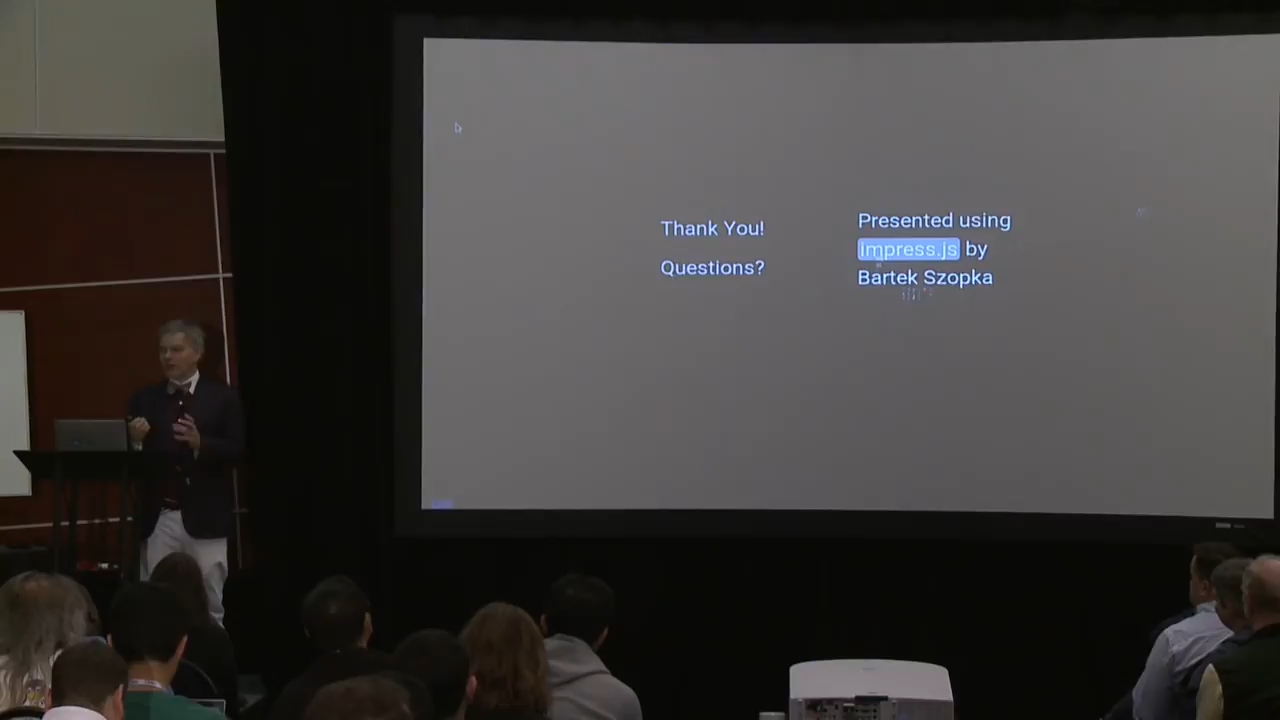 Thank You!
Questions?
Presented using
impress.js by
Bartek Szopka